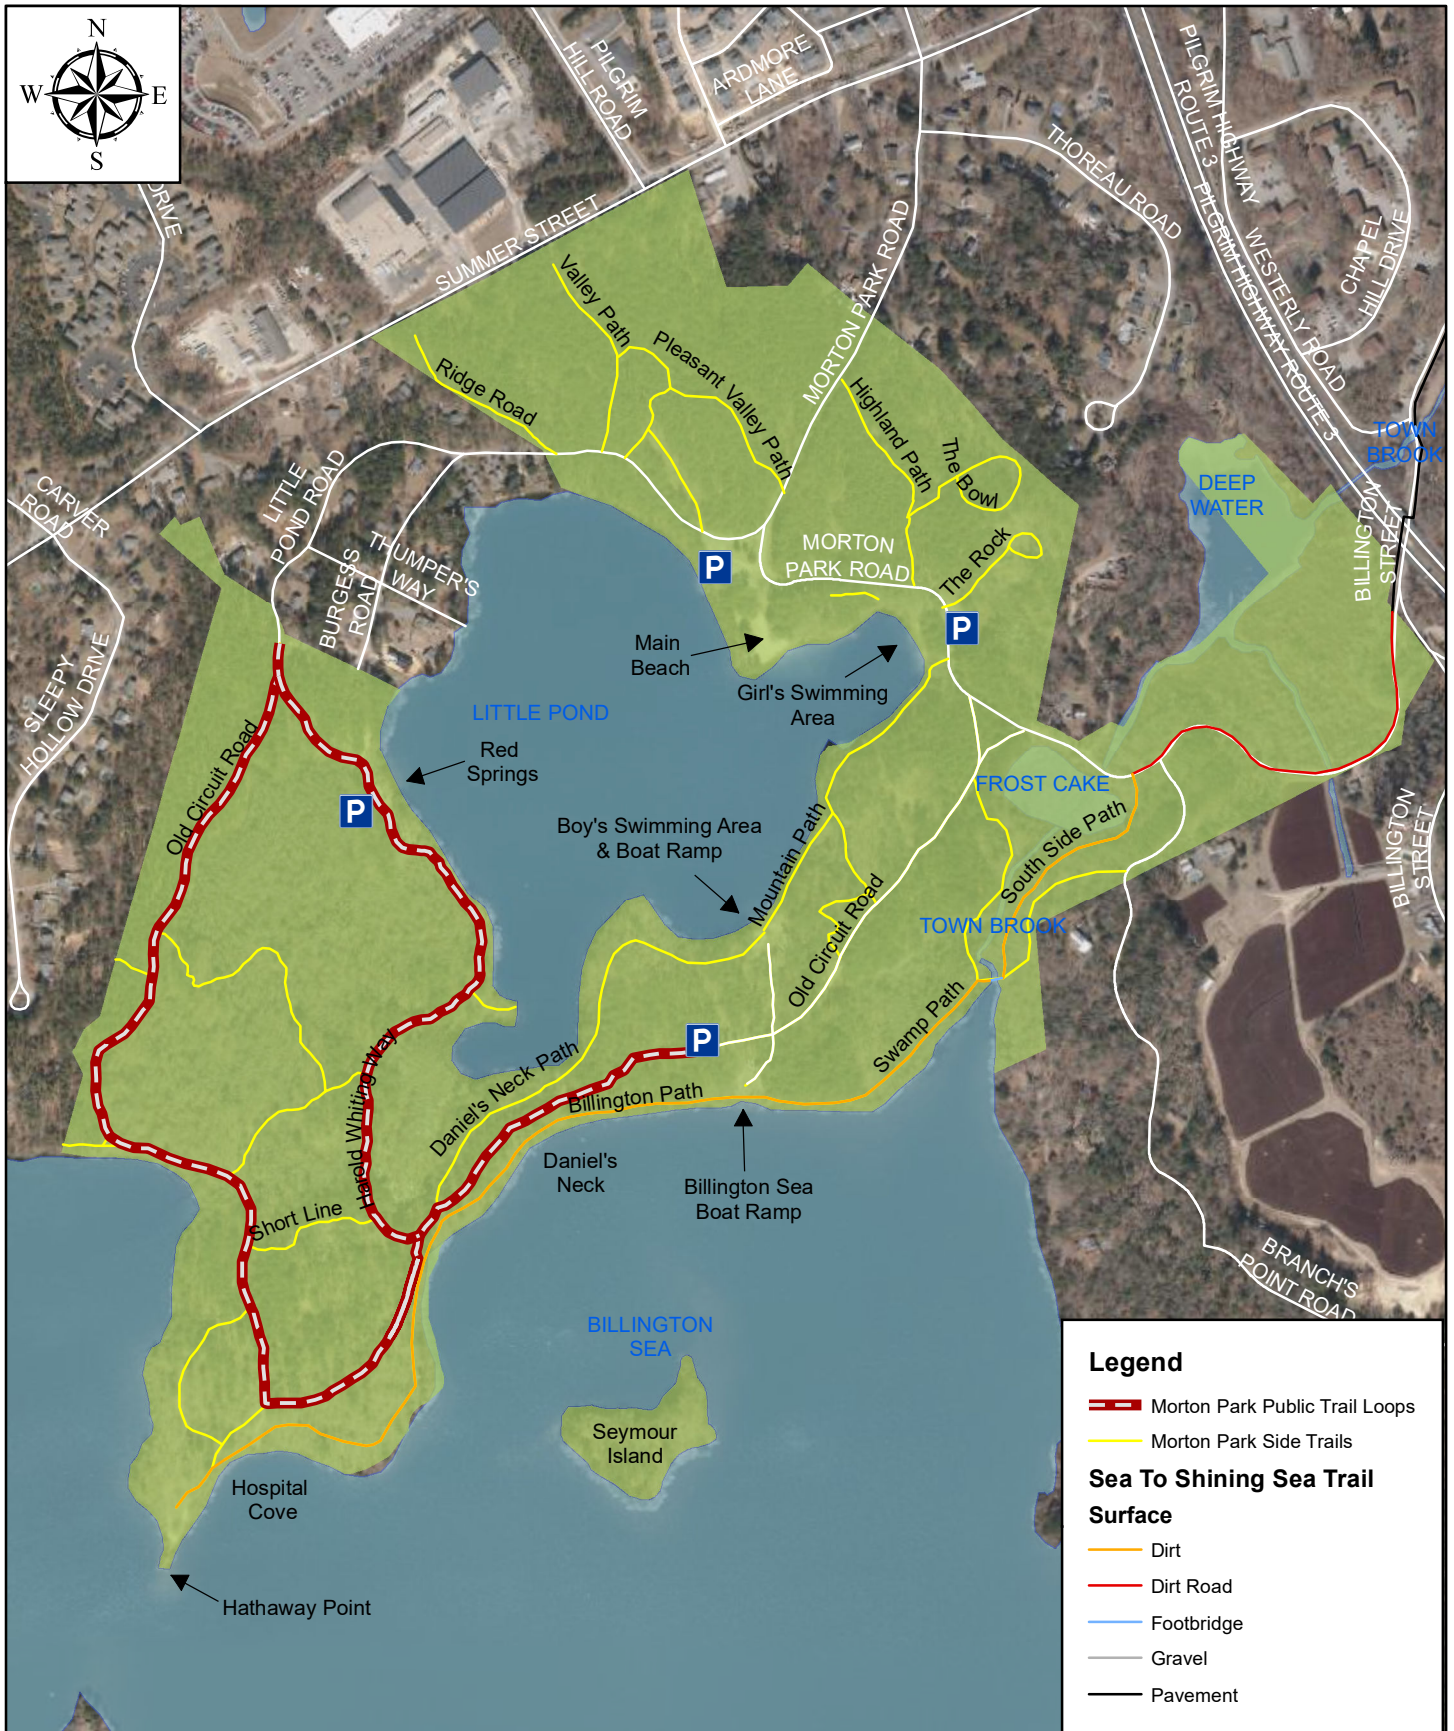 N
W
E
S
DRIVE
PILGRIM
HILL ROAD
ARDMORE
LANE
SUMMER STREET
MORTON PARK ROAD
THOREAU ROAD
PILGRIM HIGHWAY
ROUTE 3
PILGRIM HIGHWAY ROUTE 3
WESTERLY ROAD
CHAPEL
HILL DRIVE
Valley Path
Pleasant Valley Path
Ridge Road
Highland Path
The
Bowl
The Rock
TOWN
BROOK
DEEP
WATER
BILLINGTON
STREET
CARVER
ROAD
LITTLE
POND ROAD
THUMPER'S
WAY
BURGESS
ROAD
MORTON
PARK ROAD
P
P
Main
Beach
Girl's Swimming
Area
SLEEPY
HOLLOW DRIVE
LITTLE POND
Red
Springs
Old Circuit Road
P
FROST CAKE
Boy's Swimming Area
& Boat Ramp
Mountain Path
South Side Path
BILLINGTON
STREET
Old Circuit Road
TOWN BROOK
Swamp Path
P
Harold Whiting Way
Daniel's Neck Path
Billington Path
Daniel's
Neck
Billington Sea
Boat Ramp
Short Line
BRANCH'S
POINT ROAD
BILLINGTON
SEA
Seymour
Island
Hospital
Cove
Hathaway Point
Legend
Morton Park Public Trail Loops
Morton Park Side Trails
Sea To Shining Sea Trail
Surface
Dirt
Dirt Road
Footbridge
Gravel
Pavement